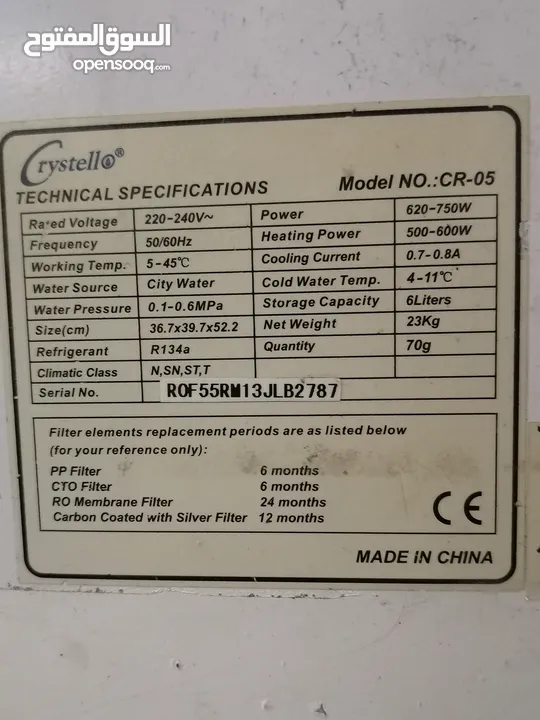 السوق المفتوح
opensooq.com
Crystello®
TECHNICAL SPECIFICATIONS Model NO.:CR-05
Rated Voltage 220-240V~ Power 620-750W
Frequency 50/60Hz Heating Power 500-600W
Working Temp. 5-45℃ Cooling Current 0.7-0.8A
Water Source City Water Cold Water Temp. 4-11℃
Water Pressure 0.1-0.6MPa Storage Capacity 6Liters
Size(cm) 36.7x39.7x52.2 Net Weight 23Kg
Refrigerant R134a Quantity 70g
Climatic Class N,SN,ST,T
Serial No. ROF55RM13JLB2787
Filter elements replacement periods are as listed below
(for your reference only):
PP Filter 6 months
CTO Filter 6 months
RO Membrane Filter 24 months
Carbon Coated with Silver Filter 12 months
CE
MADE IN CHINA